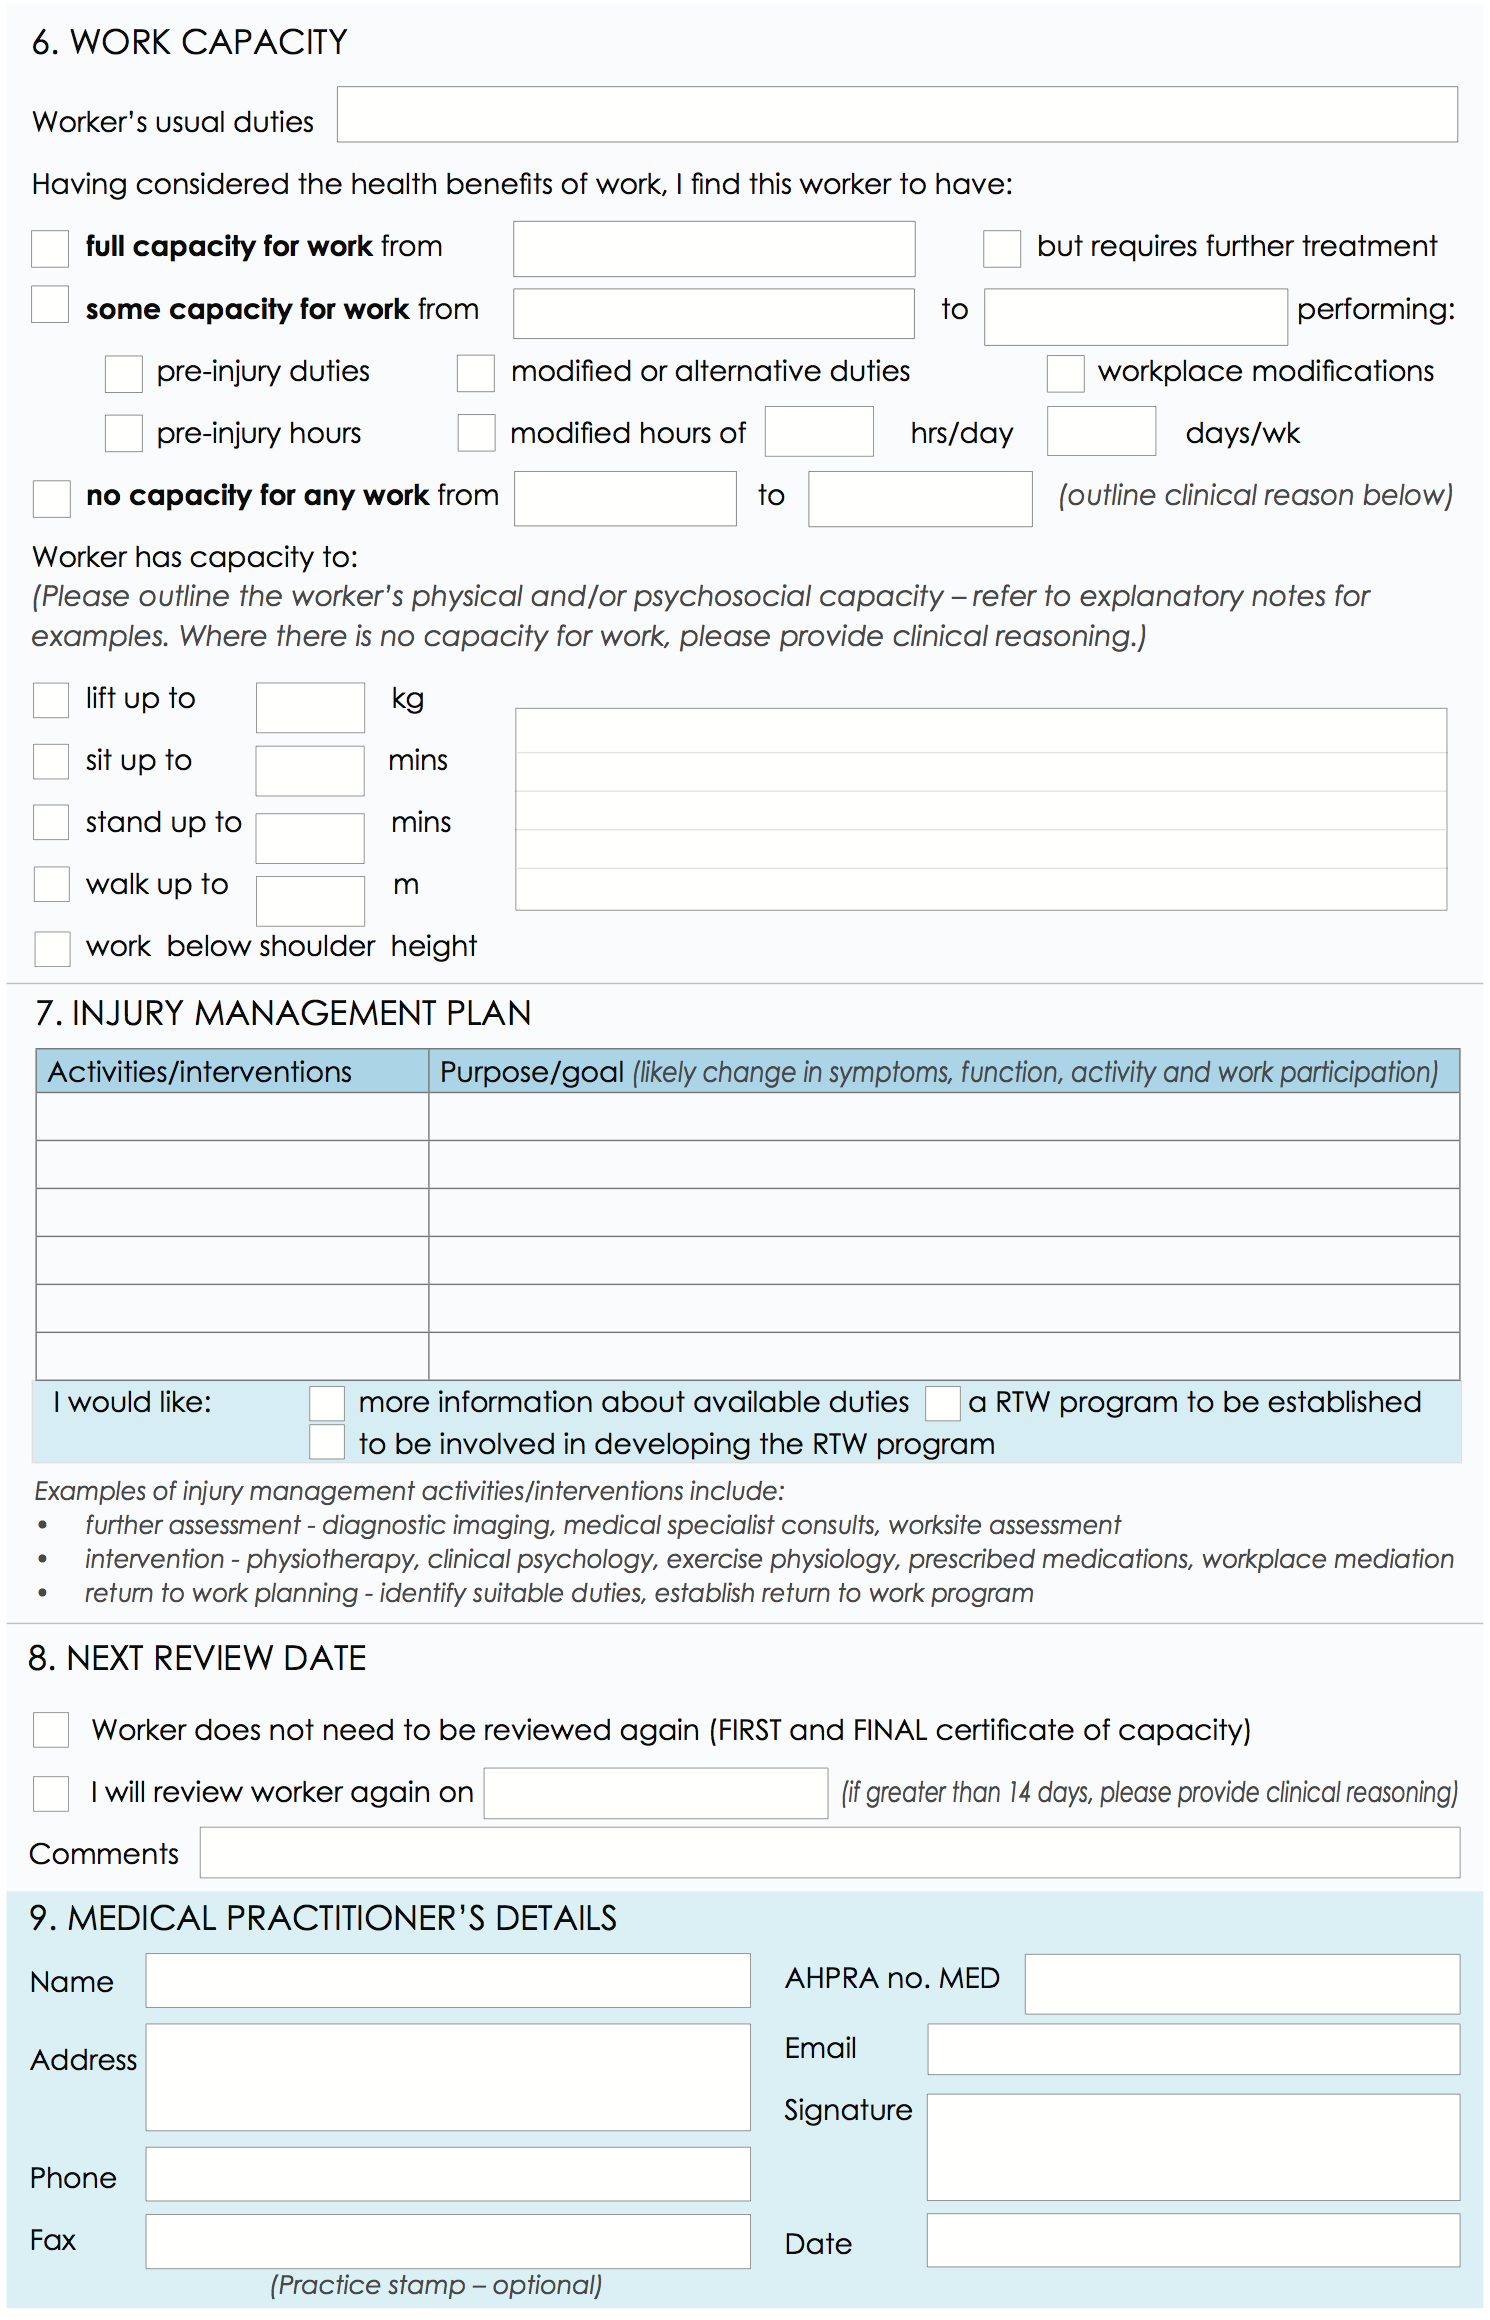 6. WORK CAPACITY
Worker's usual duties
Having considered the health benefits of work, I find this worker to have:
full capacity for work from but requires further treatment
some capacity for work from to performing:
pre-injury duties modified or alternative duties workplace modifications
pre-injury hours modified hours of hrs/day days/wk
no capacity for any work from to (outline clinical reason below)
Worker has capacity to:
(Please outline the worker's physical and/or psychosocial capacity – refer to explanatory notes for
examples. Where there is no capacity for work, please provide clinical reasoning.)
lift up to kg
sit up to mins
stand up to mins
walk up to m
work below shoulder height
7. INJURY MANAGEMENT PLAN
Activities/interventions Purpose/goal (likely change in symptoms, function, activity and work participation)
I would like: more information about available duties a RTW program to be established
to be involved in developing the RTW program
Examples of injury management activities/interventions include:
• further assessment - diagnostic imaging, medical specialist consults, worksite assessment
• intervention - physiotherapy, clinical psychology, exercise physiology, prescribed medications, workplace mediation
• return to work planning - identify suitable duties, establish return to work program
8. NEXT REVIEW DATE
Worker does not need to be reviewed again (FIRST and FINAL certificate of capacity)
I will review worker again on (if greater than 14 days, please provide clinical reasoning)
Comments
9. MEDICAL PRACTITIONER'S DETAILS
Name AHPRA no. MED
Address Email
Signature
Phone
Fax Date
(Practice stamp – optional)